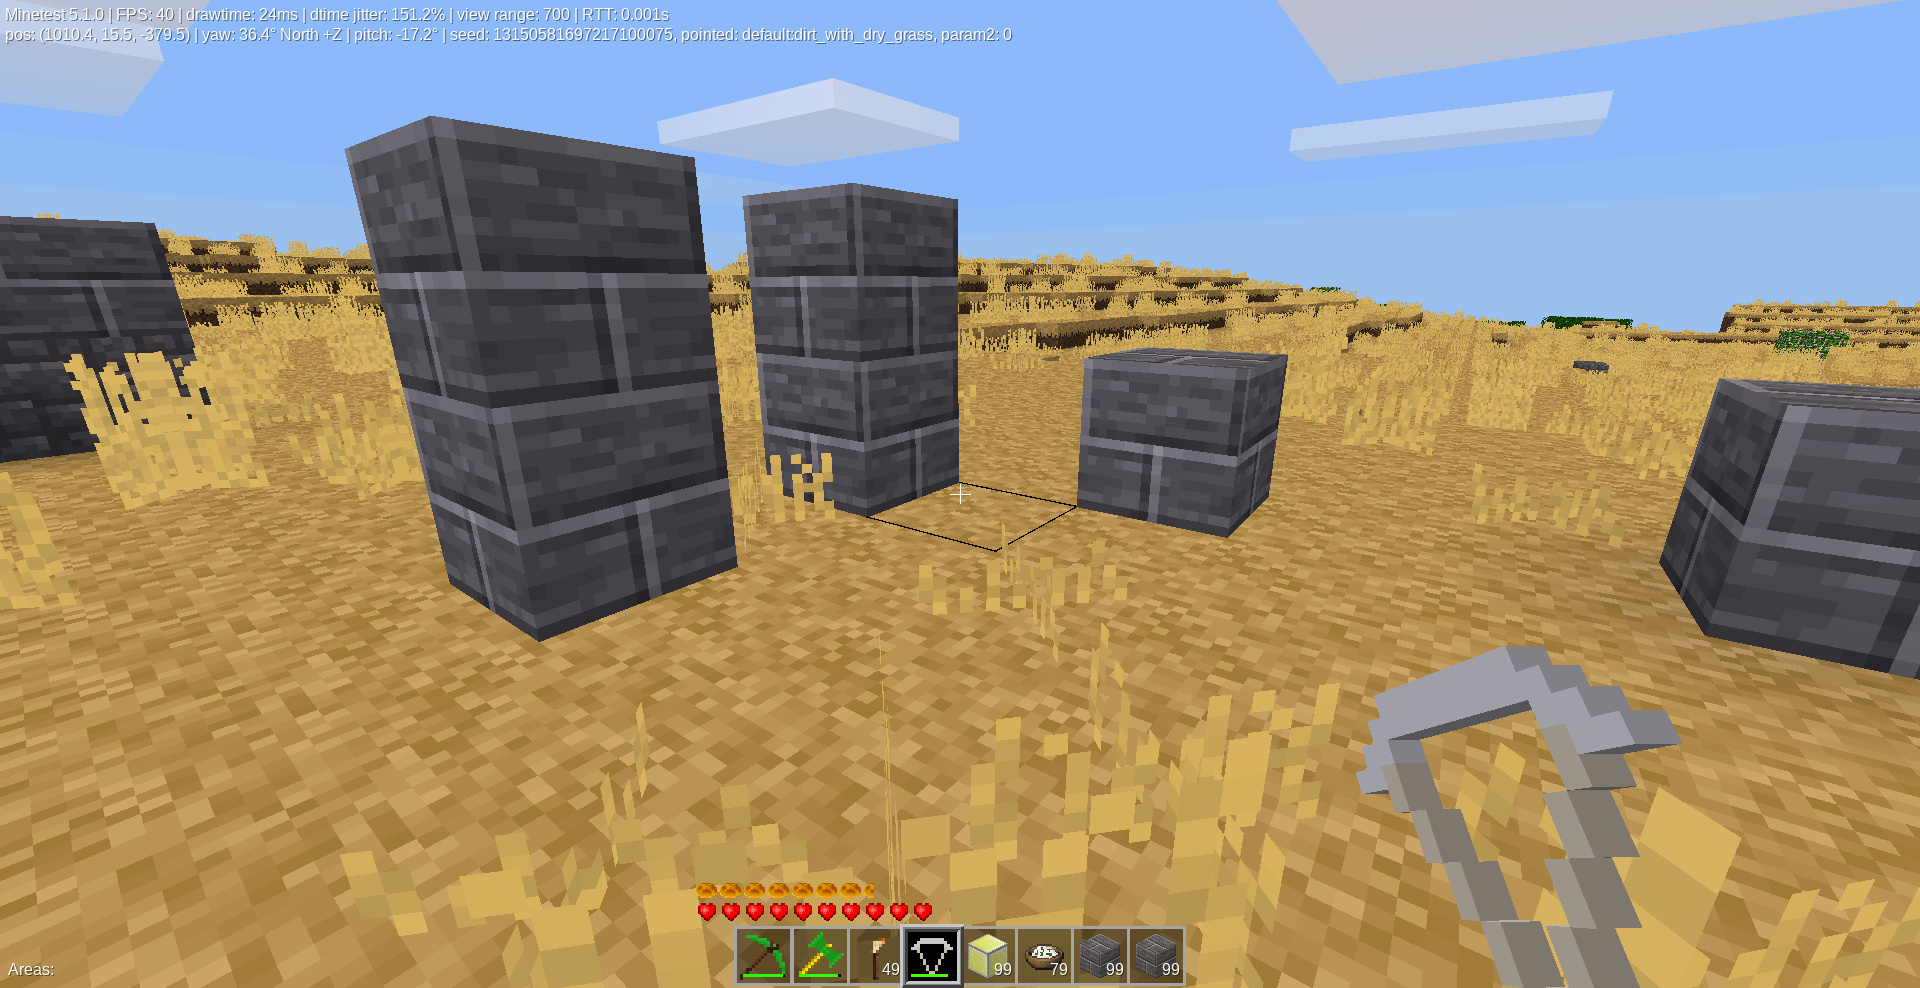 Minetest 5.1.0 | FPS: 40 | drawtime: 24ms | dtime jitter: 151.2% | view range: 700 | RTT: 0.001s
pos: (1010.4, 15.5, -379.5) | yaw: 36.4° North +Z | pitch: -17.2° | seed: 13150581697217100075, pointed: default:dirt_with_dry_grass, param2: 0
Areas:
49
99
79
99
99